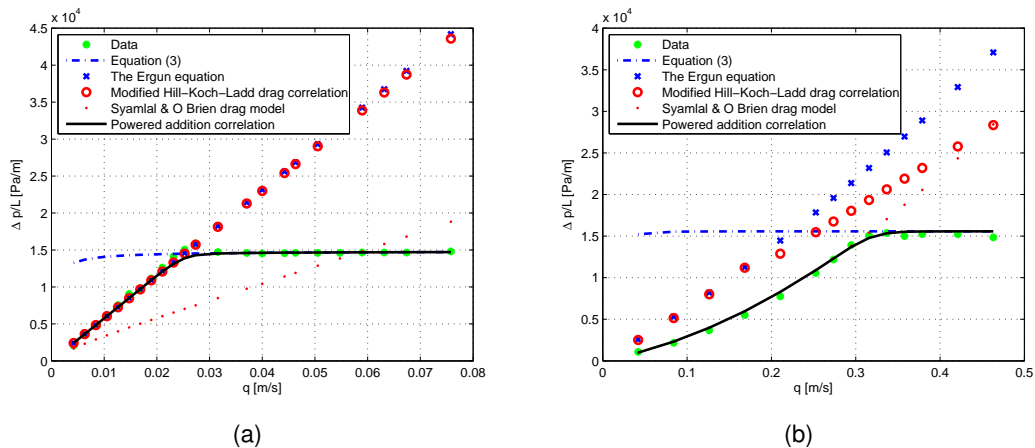 x 10⁴
4.5
4
3.5
3
2.5
2
1.5
1
0.5
0
Δ p/L [Pa/m]
Data
Equation (3)
The Ergun equation
Modified Hill−Koch−Ladd drag correlation
Syamlal & O Brien drag model
Powered addition correlation
0 0.01 0.02 0.03 0.04 0.05 0.06 0.07 0.08
q [m/s]
(a)
x 10⁴
4
3.5
3
2.5
2
1.5
1
0.5
0
Δ p/L [Pa/m]
Data
Equation (3)
The Ergun equation
Modified Hill−Koch−Ladd drag correlation
Syamlal & O Brien drag model
Powered addition correlation
0 0.1 0.2 0.3 0.4 0.5
q [m/s]
(b)